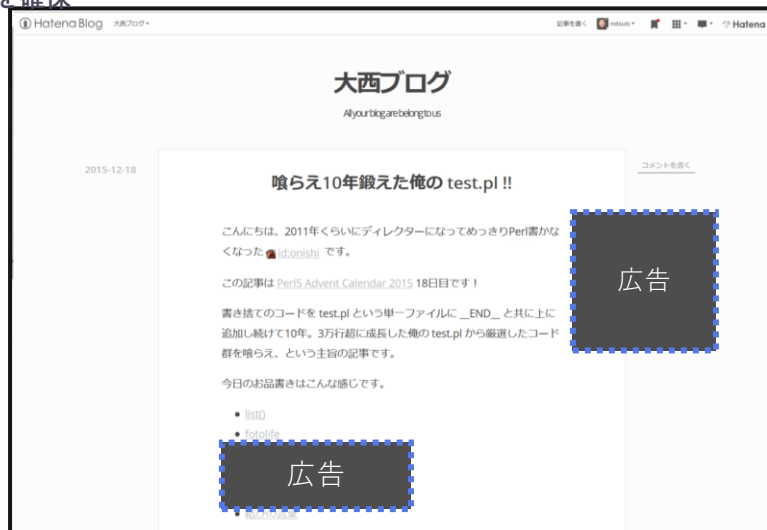 Hatena Blog 大西ブログ 記事を書く mitsuki Hatena
大西ブログ
All your blog are belong to us
2015-12-18
コメントを書く
喰らえ10年鍛えた俺の test.pl !!
こんにちは、2011年くらいにディレクターになってめっきりPerl書かな
くなった id:onishi です。
この記事は Perl5 Advent Calendar 2015 18日目です！
書き捨てのコードを test.pl という単一ファイルに __END__ と共に上に
追加し続けて10年。3万行超に成長した俺の test.pl から厳選したコード
群を喰らえ、という主旨の記事です。
広告
今日のお品書きはこんな感じです。
list()
fotolife
広告